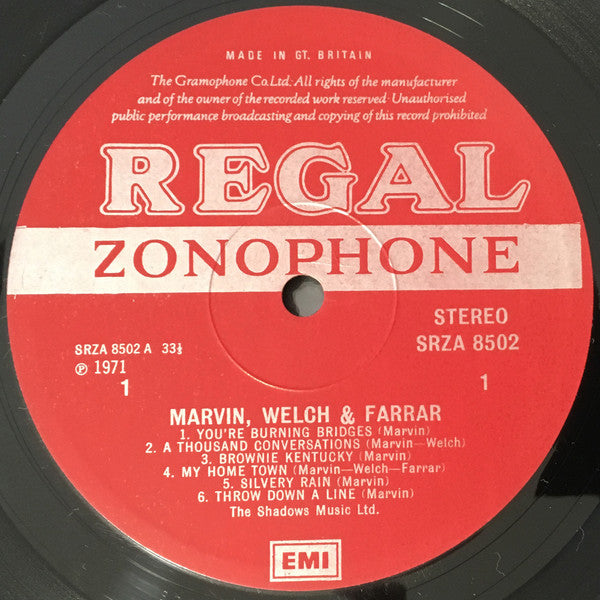 MADE IN GT. BRITAIN
The Gramophone Co. Ltd. All rights of the manufacturer
and of the owner of the recorded work reserved Unauthorised
public performance broadcasting and copying of this record prohibited
REGAL
ZONOPHONE
SRZA 8502 A 33⅓
℗ 1971
1
STEREO
SRZA 8502
1
MARVIN, WELCH & FARRAR
1. YOU'RE BURNING BRIDGES (Marvin)
2. A THOUSAND CONVERSATIONS (Marvin—Welch)
3. BROWNIE KENTUCKY (Marvin)
4. MY HOME TOWN (Marvin—Welch—Farrar)
5. SILVERY RAIN (Marvin)
6. THROW DOWN A LINE (Marvin)
The Shadows Music Ltd.
EMI